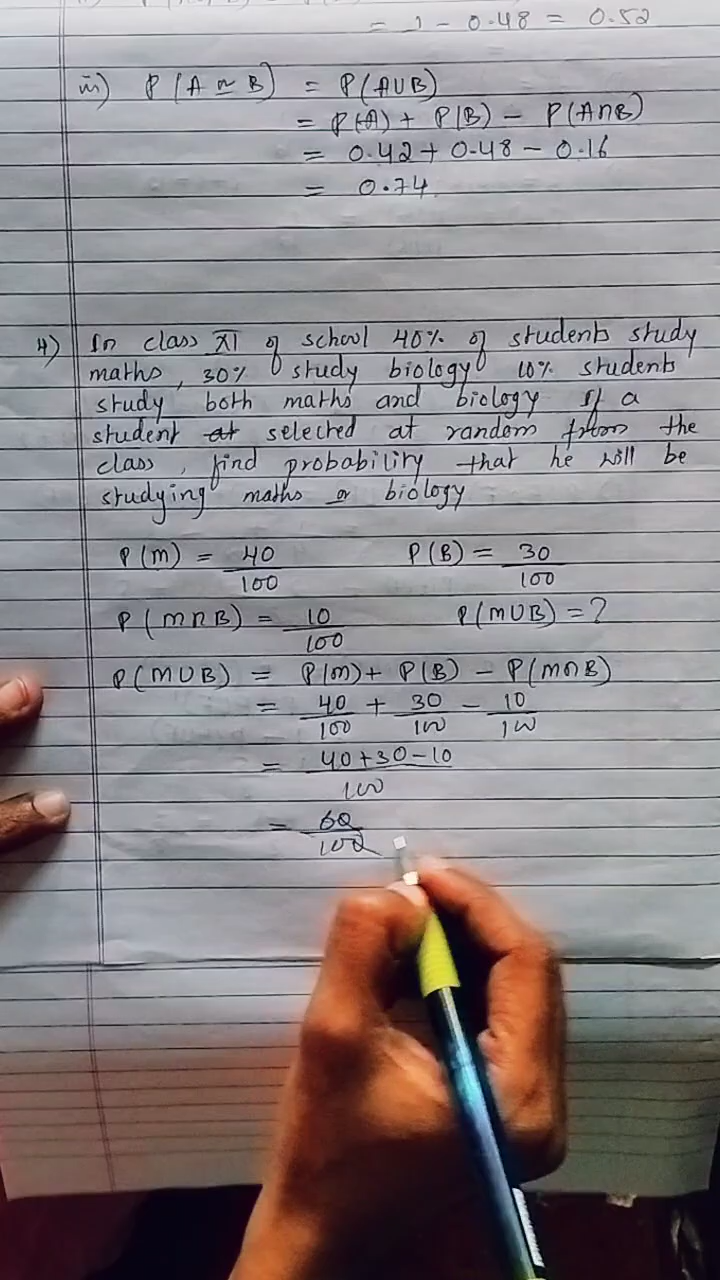 = 1 - 0.48 = 0.52
iii) P(A or B) = P(A∪B)
= P(A) + P(B) - P(A∩B)
= 0.42 + 0.48 - 0.16
= 0.74
4) In class XI of school 40% of students study
maths, 30% study biology 10% students
study both maths and biology If a
student at selected at random from the
class, find probability that he will be
studying maths or biology
P(m) = 40/100 P(B) = 30/100
P(m∩B) = 10/100 P(m∪B) = ?
P(M∪B) = P(m) + P(B) - P(m∩B)
= 40/100 + 30/100 - 10/100
= 40+30-10/100
= 60/100